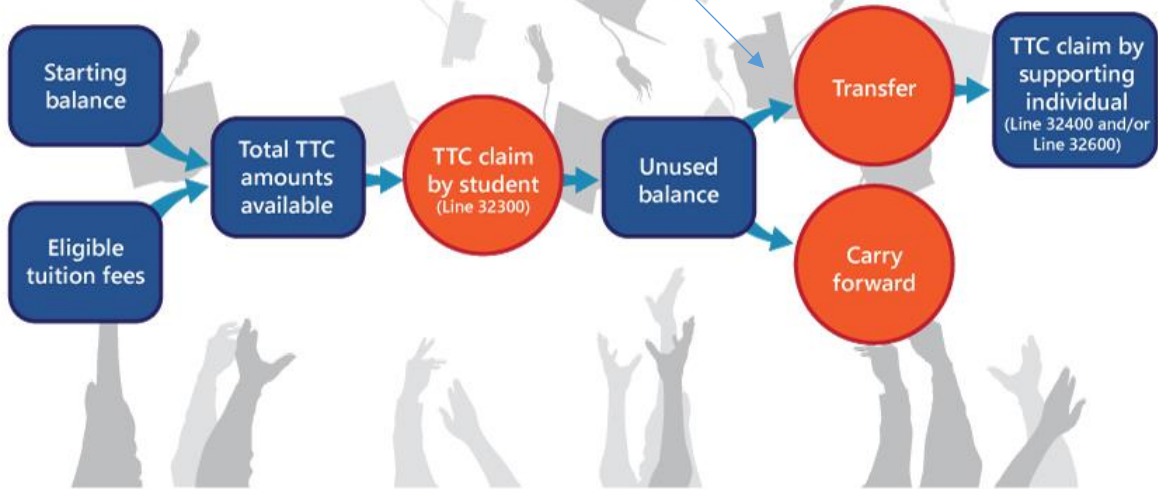 Starting
balance
Eligible
tuition fees
Total TTC
amounts
available
TTC claim
by student
(Line 32300)
Unused
balance
Transfer
Carry
forward
TTC claim by
supporting
individual
(Line 32400 and/or
Line 32600)